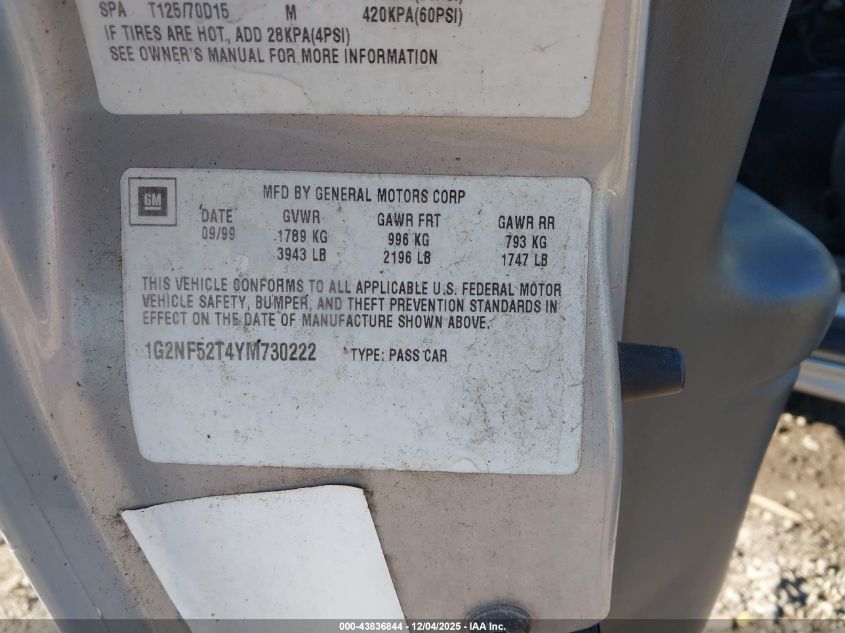 SPA T125/70D15 M 420KPA(60PSI)
IF TIRES ARE HOT, ADD 28KPA(4PSI)
SEE OWNER'S MANUAL FOR MORE INFORMATION
GM
MFD BY GENERAL MOTORS CORP
DATE GVWR GAWR FRT GAWR RR
09/99 1789 KG 996 KG 793 KG
3943 LB 2196 LB 1747 LB
THIS VEHICLE CONFORMS TO ALL APPLICABLE U.S. FEDERAL MOTOR
VEHICLE SAFETY, BUMPER, AND THEFT PREVENTION STANDARDS IN
EFFECT ON THE DATE OF MANUFACTURE SHOWN ABOVE.
1G2NF52T4YM730222 TYPE: PASS CAR
000-43836844 - 12/04/2025 - IAA Inc.